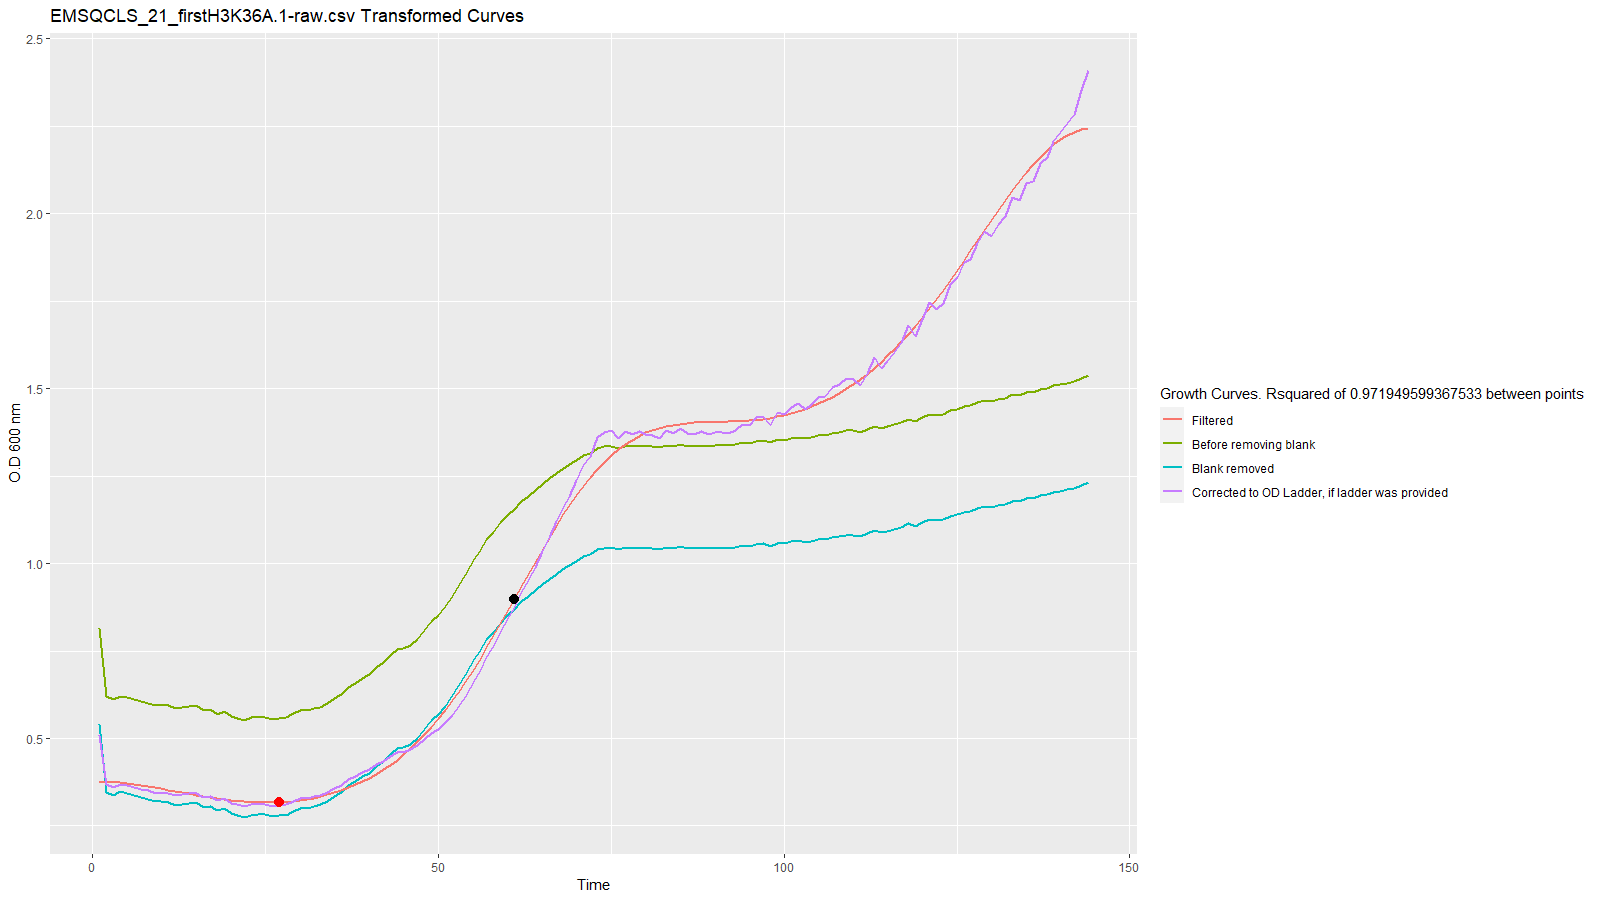 EMSQCLS_21_firstH3K36A.1-raw.csv Transformed Curves
2.5
2.0
1.5
1.0
0.5
O.D 600 nm
0
50
100
150
Time
Growth Curves. Rsquared of 0.971949599367533 between points
Filtered
Before removing blank
Blank removed
Corrected to OD Ladder, if ladder was provided